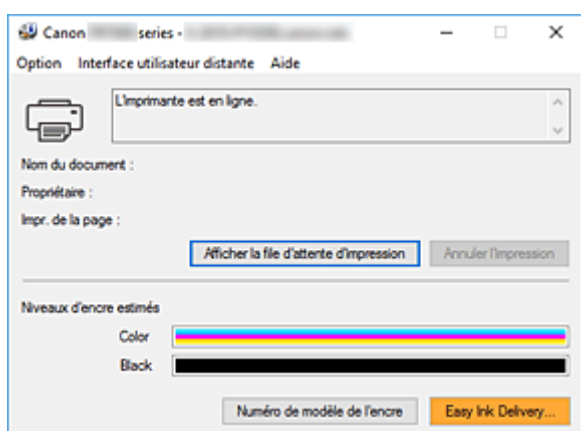 Canon series -
Option Interface utilisateur distante Aide
L'imprimante est en ligne.
Nom du document :
Propriétaire :
Impr. de la page :
Afficher la file d'attente d'impression Annuler l'impression
Niveaux d'encre estimés
Color
Black
Numéro de modèle de l'encre Easy Ink Delivery...